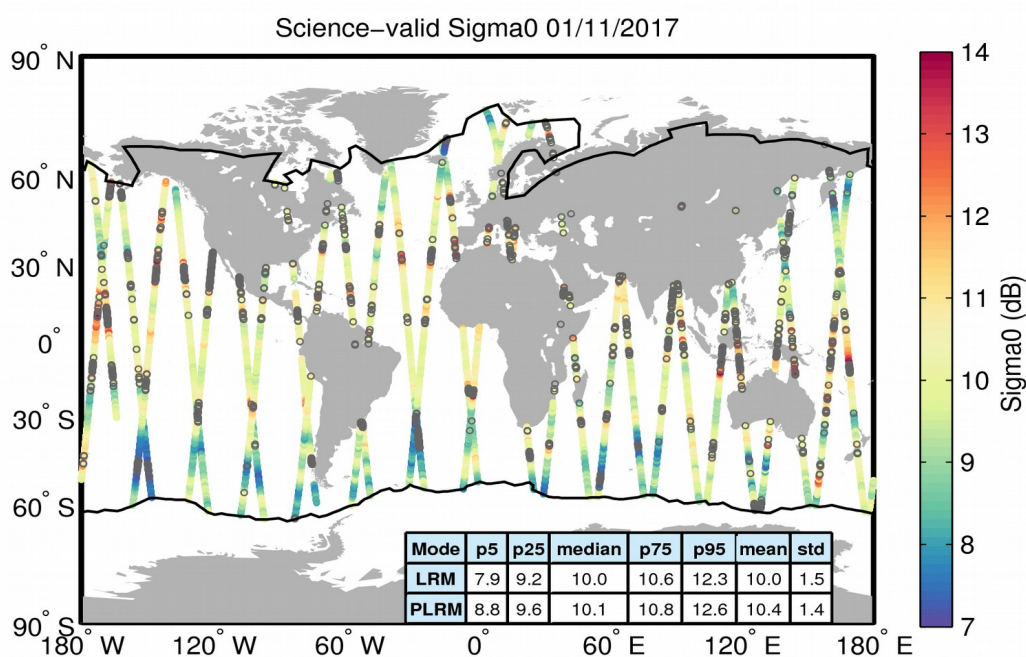 Science−valid Sigma0 01/11/2017
90° N
60° N
30° N
0°
30° S
60° S
90° S
180° W
120° W
60° W
0°
60° E
120° E
180° E
14
13
12
11
10
9
8
7
Sigma0 (dB)
Mode p5 p25 median p75 p95 mean std
LRM 7.9 9.2 10.0 10.6 12.3 10.0 1.5
PLRM 8.8 9.6 10.1 10.8 12.6 10.4 1.4